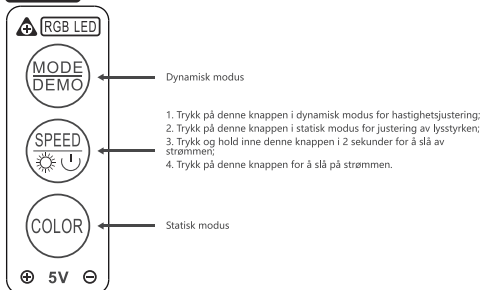 RGB LED
MODE
DEMO
Dynamisk modus
1. Trykk på denne knappen i dynamisk modus for hastighetsjustering;
2. Trykk på denne knappen i statisk modus for justering av lysstyrken;
3. Trykk og hold inne denne knappen i 2 sekunder for å slå av
strømmen;
4. Trykk på denne knappen for å slå på strømmen.
SPEED
COLOR
Statisk modus
5V